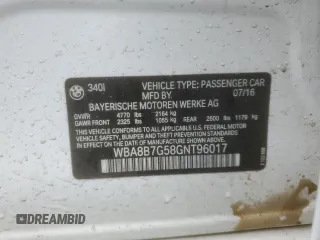 340i VEHICLE TYPE: PASSENGER CAR
MFD BY: 07/16
BAYERISCHE MOTOREN WERKE AG
GVWR 4770 lbs 2164 kg
GAWR FRONT 2325 lbs 1055 kg REAR 2600 lbs 1179 kg
THIS VEHICLE CONFORMS TO ALL APPLICABLE U.S. FEDERAL MOTOR VEHICLE
SAFETY, BUMPER AND THEFT PREVENTION STANDARDS IN
EFFECT ON THE DATE OF MANUFACTURE SHOWN ABOVE.
WBA8B7G58GNT96017
AUTOBIDCAR